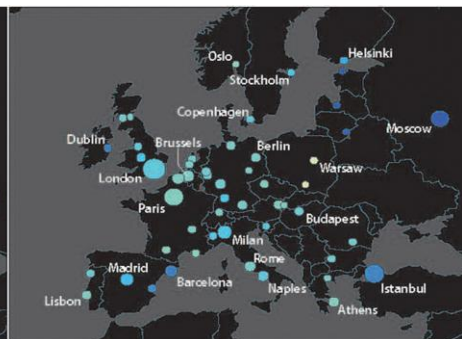 Oslo
Helsinki
Stockholm
Copenhagen
Moscow
Dublin
Brussels
Berlin
Warsaw
London
Paris
Budapest
Milan
Madrid
Rome
Barcelona
Naples
Istanbul
Lisbon
Athens